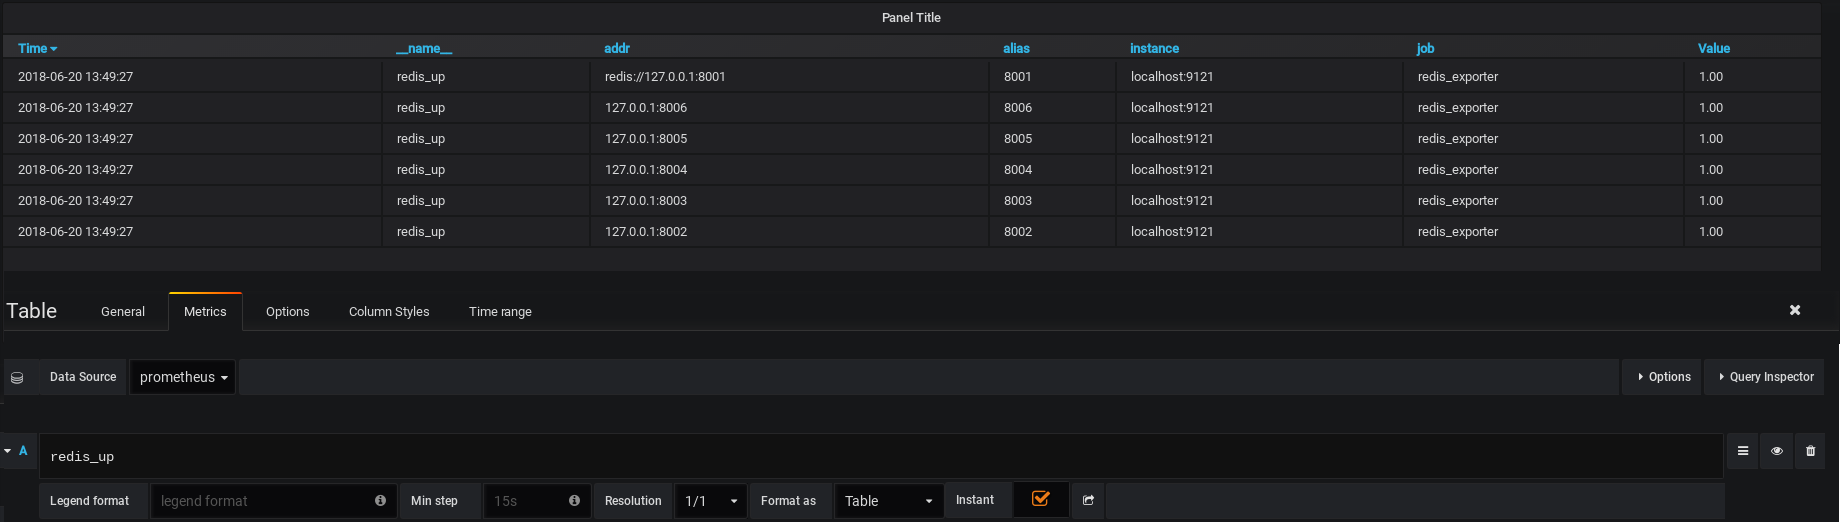 Panel Title
Time __name__ addr alias instance job Value
2018-06-20 13:49:27 redis_up redis://127.0.0.1:8001 8001 localhost:9121 redis_exporter 1.00
2018-06-20 13:49:27 redis_up 127.0.0.1:8006 8006 localhost:9121 redis_exporter 1.00
2018-06-20 13:49:27 redis_up 127.0.0.1:8005 8005 localhost:9121 redis_exporter 1.00
2018-06-20 13:49:27 redis_up 127.0.0.1:8004 8004 localhost:9121 redis_exporter 1.00
2018-06-20 13:49:27 redis_up 127.0.0.1:8003 8003 localhost:9121 redis_exporter 1.00
2018-06-20 13:49:27 redis_up 127.0.0.1:8002 8002 localhost:9121 redis_exporter 1.00
Table General Metrics Options Column Styles Time range
Data Source prometheus Options Query Inspector
A redis_up
Legend format legend format Min step 15s Resolution 1/1 Format as Table Instant